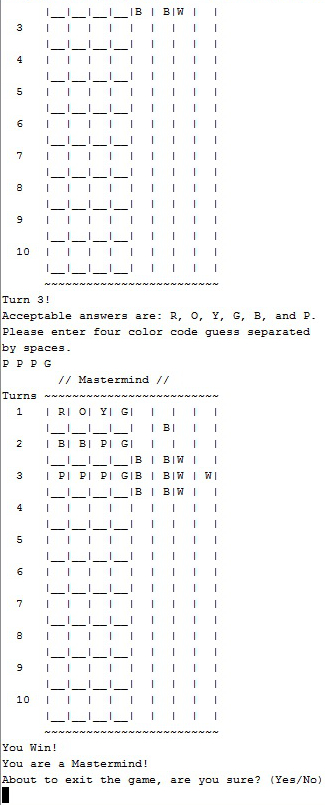 |__|__|__|__|B | B|W |  |
3    |  |  |  |  |  |  |  |  |
|__|__|__|__|  |  |  |  |
4    |  |  |  |  |  |  |  |  |
|__|__|__|__|  |  |  |  |
5    |  |  |  |  |  |  |  |  |
|__|__|__|__|  |  |  |  |
6    |  |  |  |  |  |  |  |  |
|__|__|__|__|  |  |  |  |
7    |  |  |  |  |  |  |  |  |
|__|__|__|__|  |  |  |  |
8    |  |  |  |  |  |  |  |  |
|__|__|__|__|  |  |  |  |
9    |  |  |  |  |  |  |  |  |
|__|__|__|__|  |  |  |  |
10   |  |  |  |  |  |  |  |  |
|__|__|__|__|  |  |  |  |
~~~~~~~~~~~~~~~~~~~~~~~~~
Turn 3!
Acceptable answers are: R, O, Y, G, B, and P.
Please enter four color code guess separated
by spaces.
P P P G
// Mastermind //
Turns ~~~~~~~~~~~~~~~~~~~~~~~~~
1    | R| O| Y| G|  |  |  |  |
|__|__|__|__|  | B|  |  |
2    | B| B| P| G|  |  |  |  |
|__|__|__|__|B | B|W |  |
3    | P| P| P| G|B | B|W | W|
|__|__|__|__|B | B|W |  |
4    |  |  |  |  |  |  |  |  |
|__|__|__|__|  |  |  |  |
5    |  |  |  |  |  |  |  |  |
|__|__|__|__|  |  |  |  |
6    |  |  |  |  |  |  |  |  |
|__|__|__|__|  |  |  |  |
7    |  |  |  |  |  |  |  |  |
|__|__|__|__|  |  |  |  |
8    |  |  |  |  |  |  |  |  |
|__|__|__|__|  |  |  |  |
9    |  |  |  |  |  |  |  |  |
|__|__|__|__|  |  |  |  |
10   |  |  |  |  |  |  |  |  |
|__|__|__|__|  |  |  |  |
~~~~~~~~~~~~~~~~~~~~~~~~~
You Win!
You are a Mastermind!
About to exit the game, are you sure? (Yes/No)